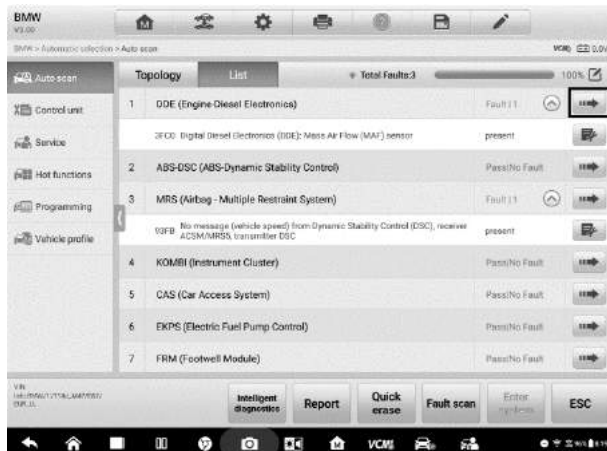 BMW
V3.00
BMW > Automatic selection > Auto scan
VCMI 0.0V
Auto scan
Control unit
Service
Hot functions
Programming
Vehicle profile
Topology List Total Faults:3 100%
1 DDE (Engine-Diesel Electronics) Fault | 1
3FC0 Digital Diesel Electronics (DDE): Mass Air Flow (MAF) sensor present
2 ABS-DSC (ABS-Dynamic Stability Control) Pass/No Fault
3 MRS (Airbag - Multiple Restraint System) Fault | 1
93FB No message (vehicle speed) from Dynamic Stability Control (DSC), receiver
ACSM/MRS5, transmitter DSC present
4 KOMBI (Instrument Cluster) Pass/No Fault
5 CAS (Car Access System) Pass/No Fault
6 EKPS (Electric Fuel Pump Control) Pass/No Fault
7 FRM (Footwell Module) Pass/No Fault
VIN
Intelligent
diagnostics
Report
Quick
erase
Fault scan
Enter
system
ESC
VCMI